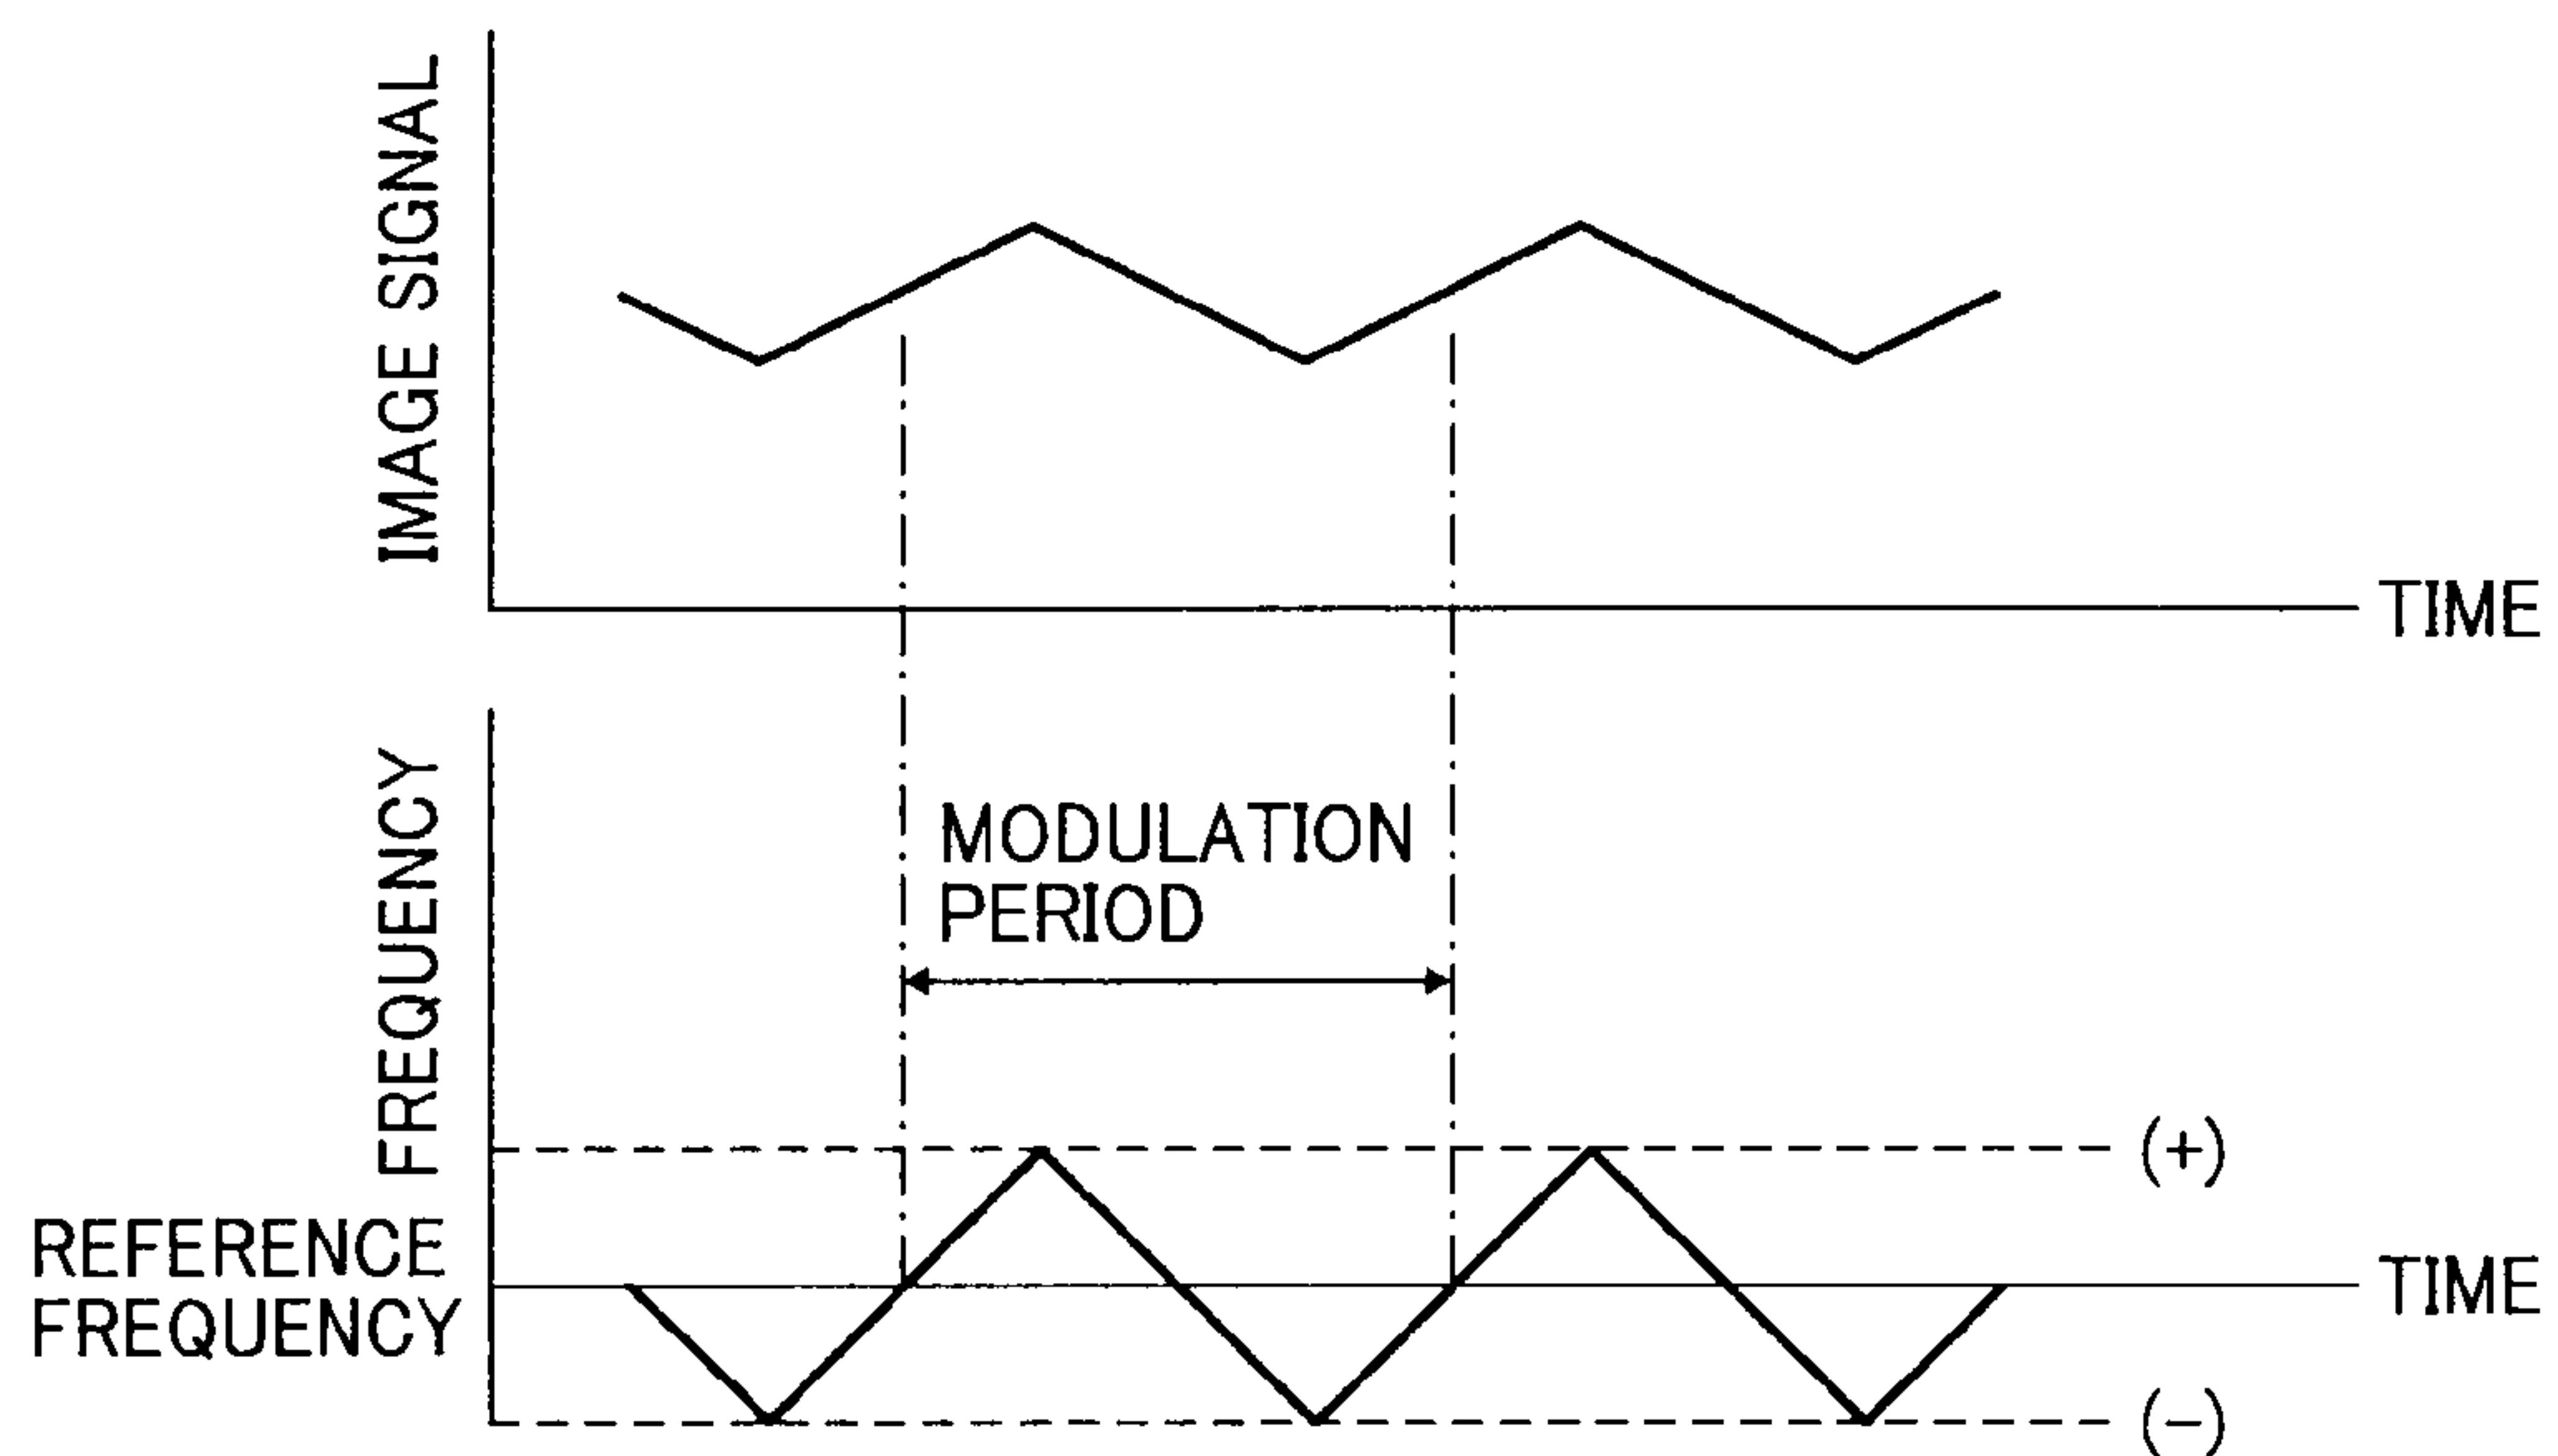 IMAGE SIGNAL
TIME
FREQUENCY
MODULATION
PERIOD
(+)
REFERENCE
FREQUENCY
TIME
(−)